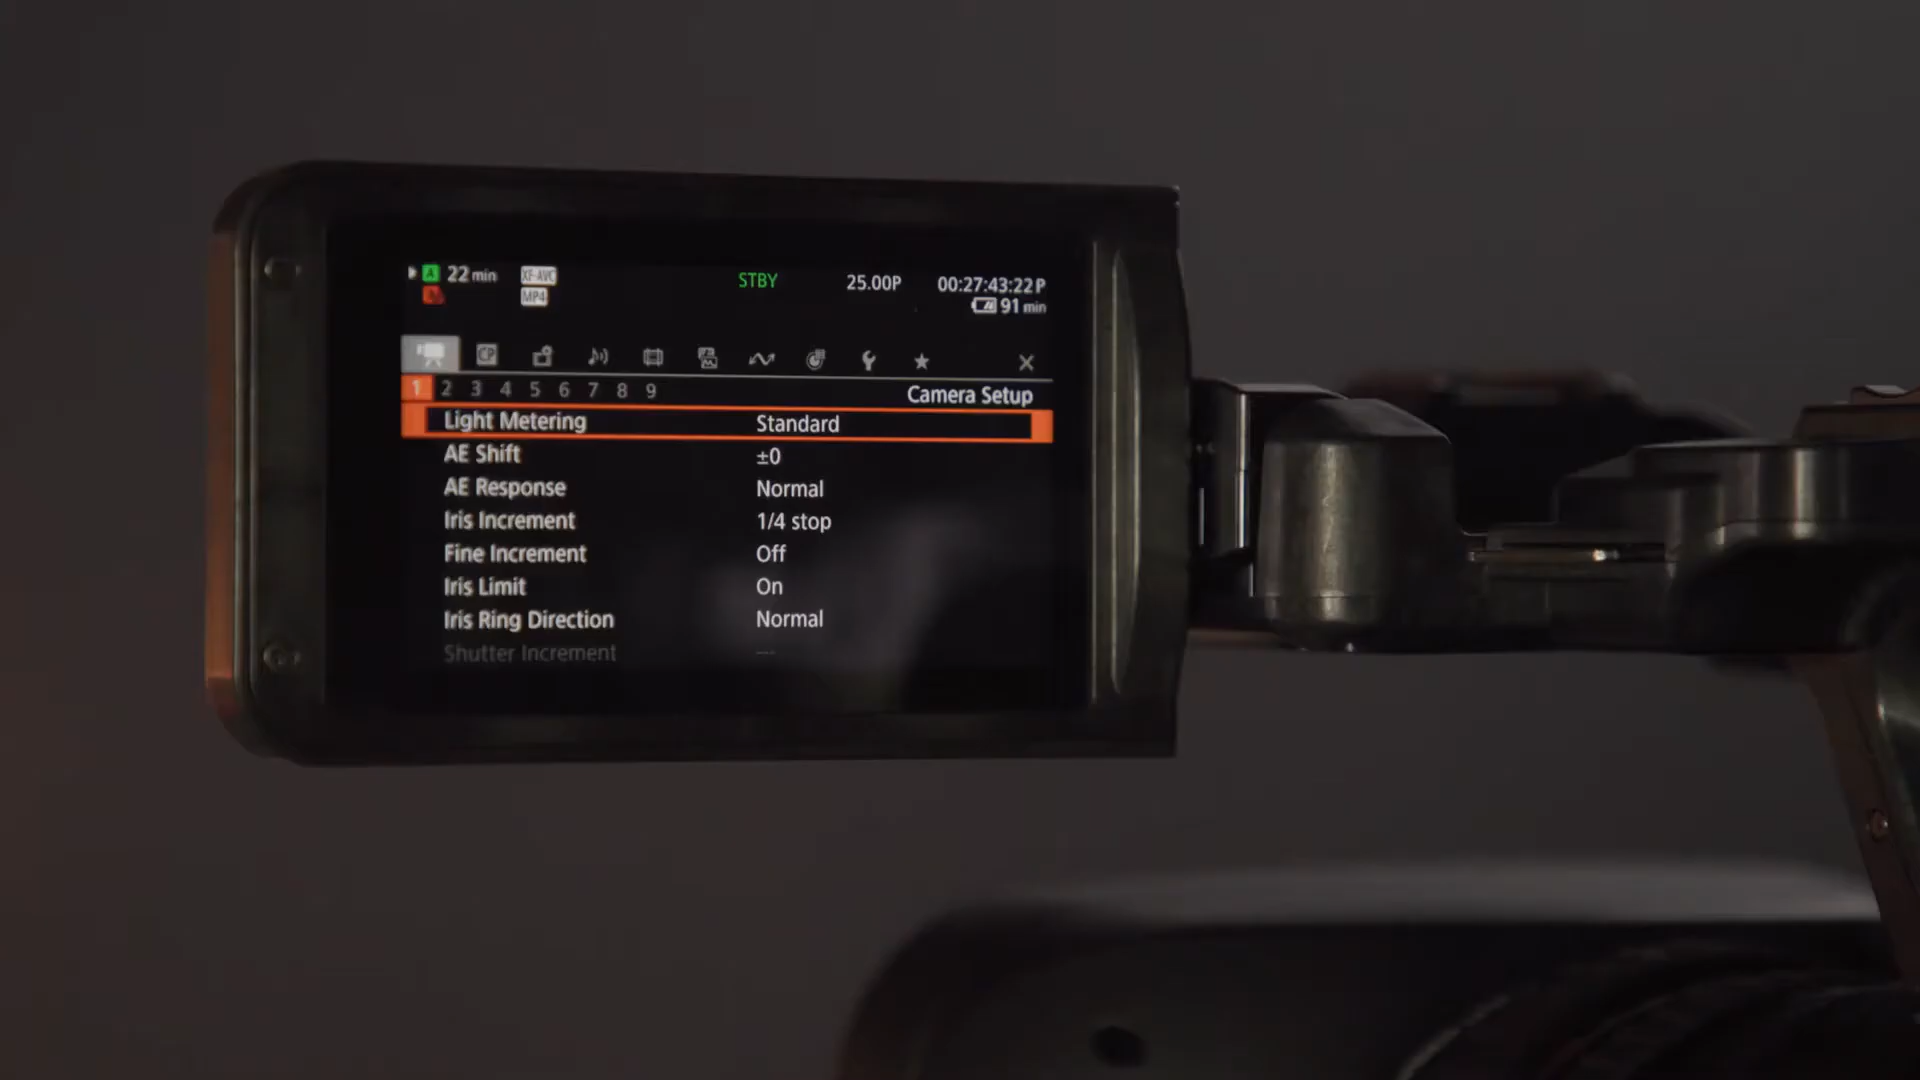 A 22 min XF-AVC STBY 25.00P 00:27:43:22 P
MP4 91 min
CP
1 2 3 4 5 6 7 8 9 Camera Setup
Light Metering Standard
AE Shift ±0
AE Response Normal
Iris Increment 1/4 stop
Fine Increment Off
Iris Limit On
Iris Ring Direction Normal
Shutter Increment ---